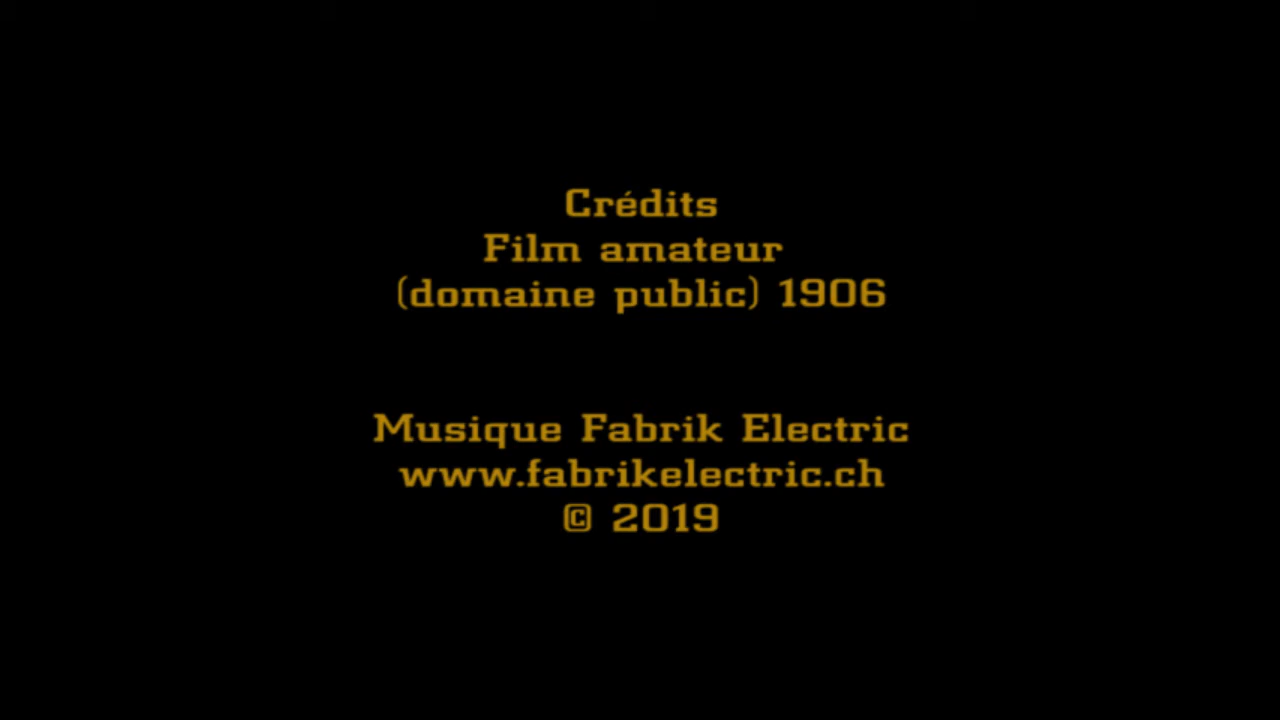 Crédits
Film amateur
(domaine public) 1906
Musique Fabrik Electric
www.fabrikelectric.ch
© 2019